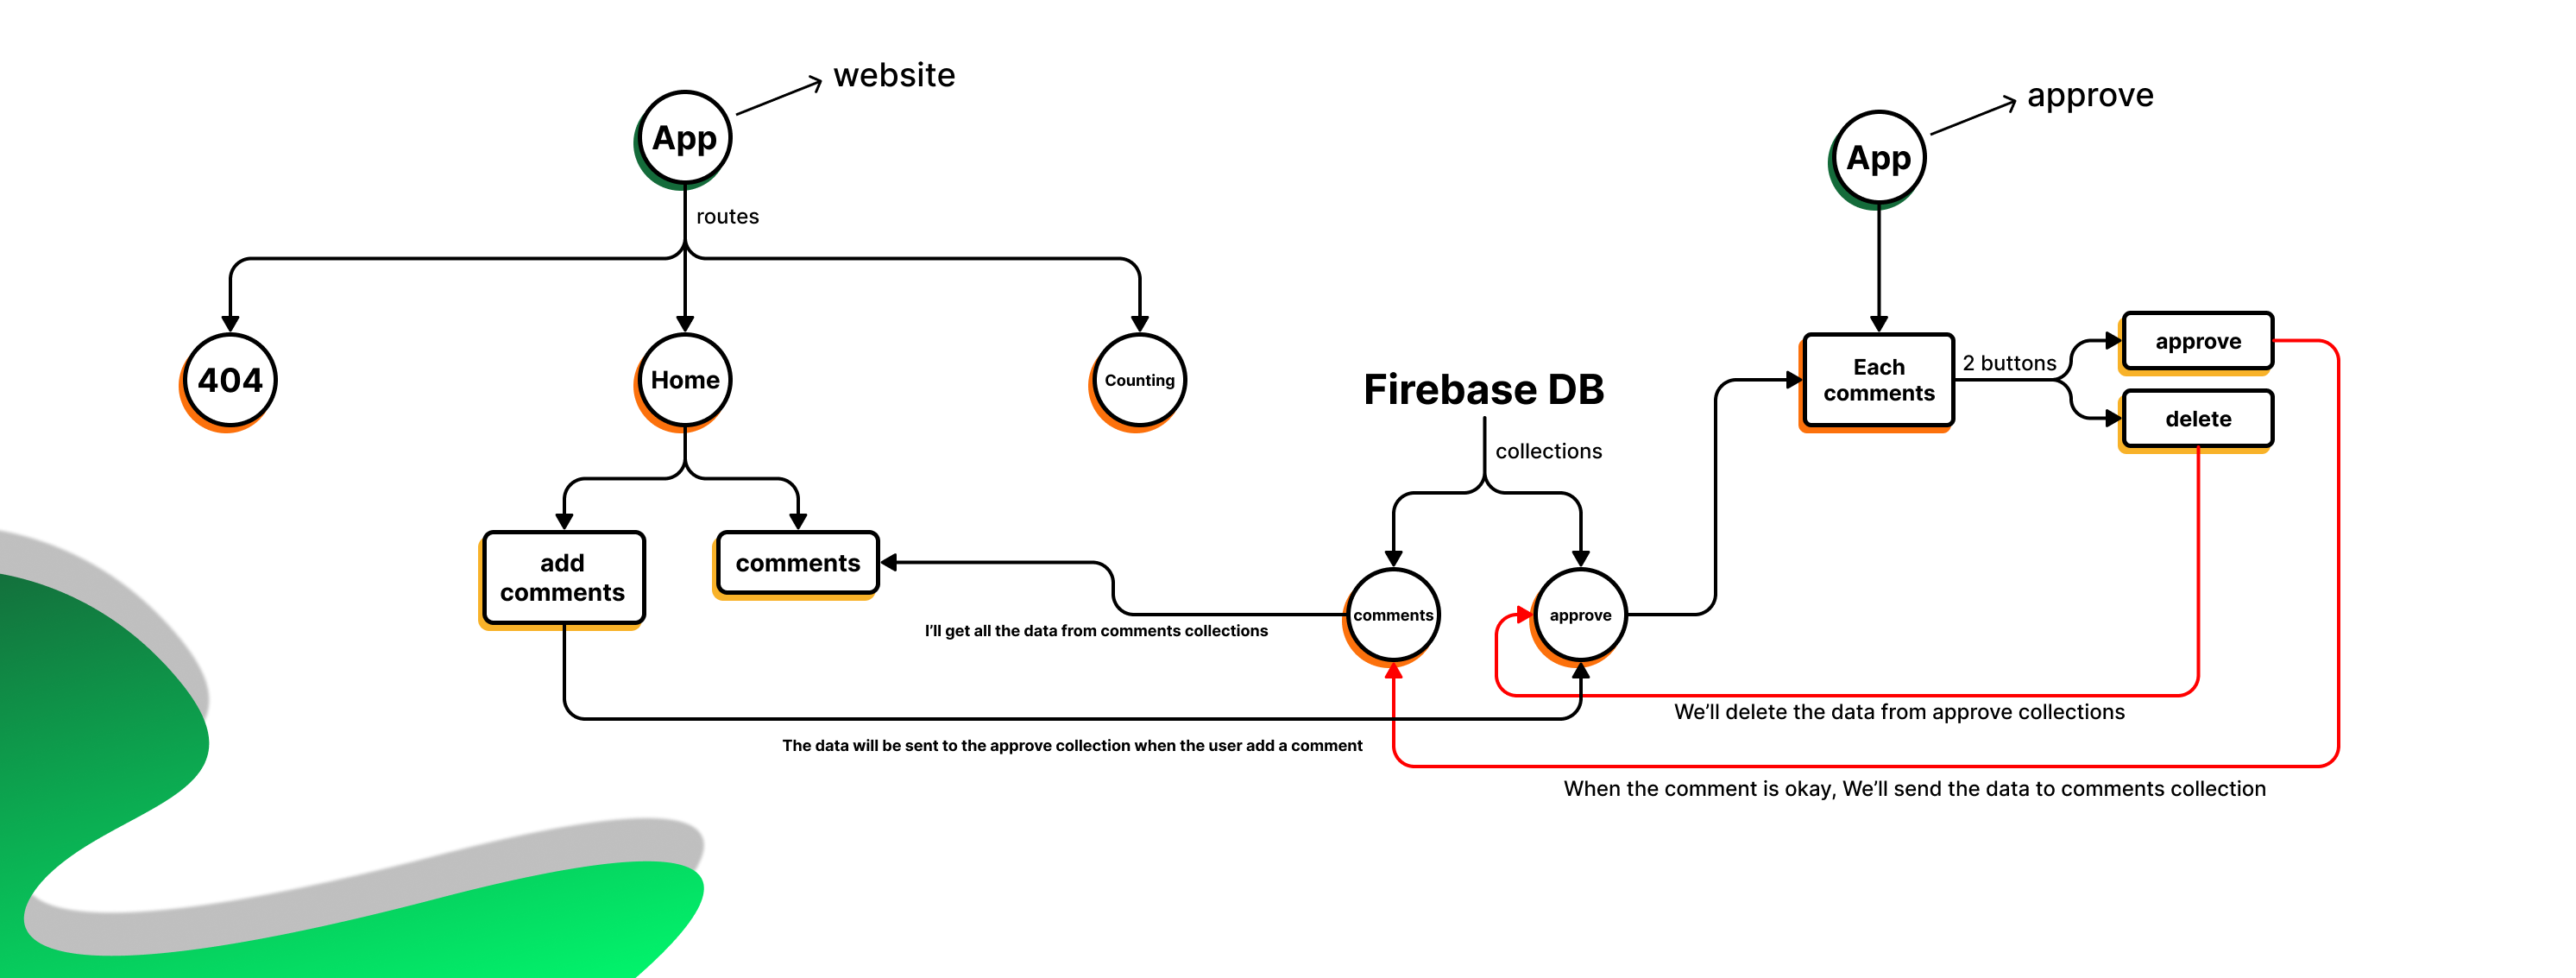 website
App
routes
404
Home
Counting
add
comments
comments
I'll get all the data from comments collections
The data will be sent to the approve collection when the user add a comment
Firebase DB
collections
comments
approve
approve
App
Each
comments
2 buttons
approve
delete
We'll delete the data from approve collections
When the comment is okay, We'll send the data to comments collection